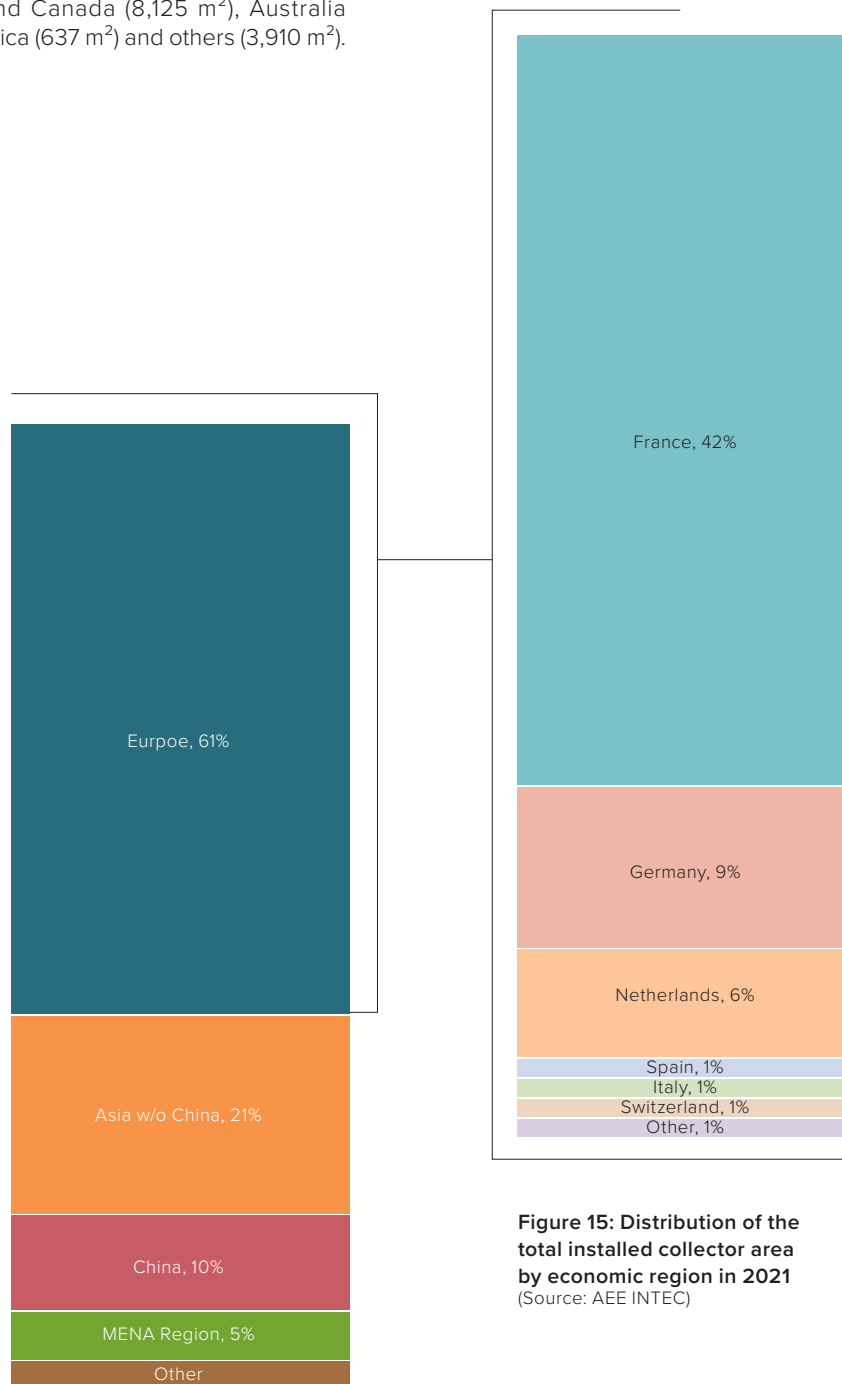 nd Canada (8,125 m²), Australia
ica (637 m²) and others (3,910 m²).
France, 42%
Germany, 9%
Netherlands, 6%
Spain, 1%
Italy, 1%
Switzerland, 1%
Other, 1%
Eurpoe, 61%
Asia w/o China, 21%
China, 10%
MENA Region, 5%
Other
Figure 15: Distribution of the
total installed collector area
by economic region in 2021
(Source: AEE INTEC)